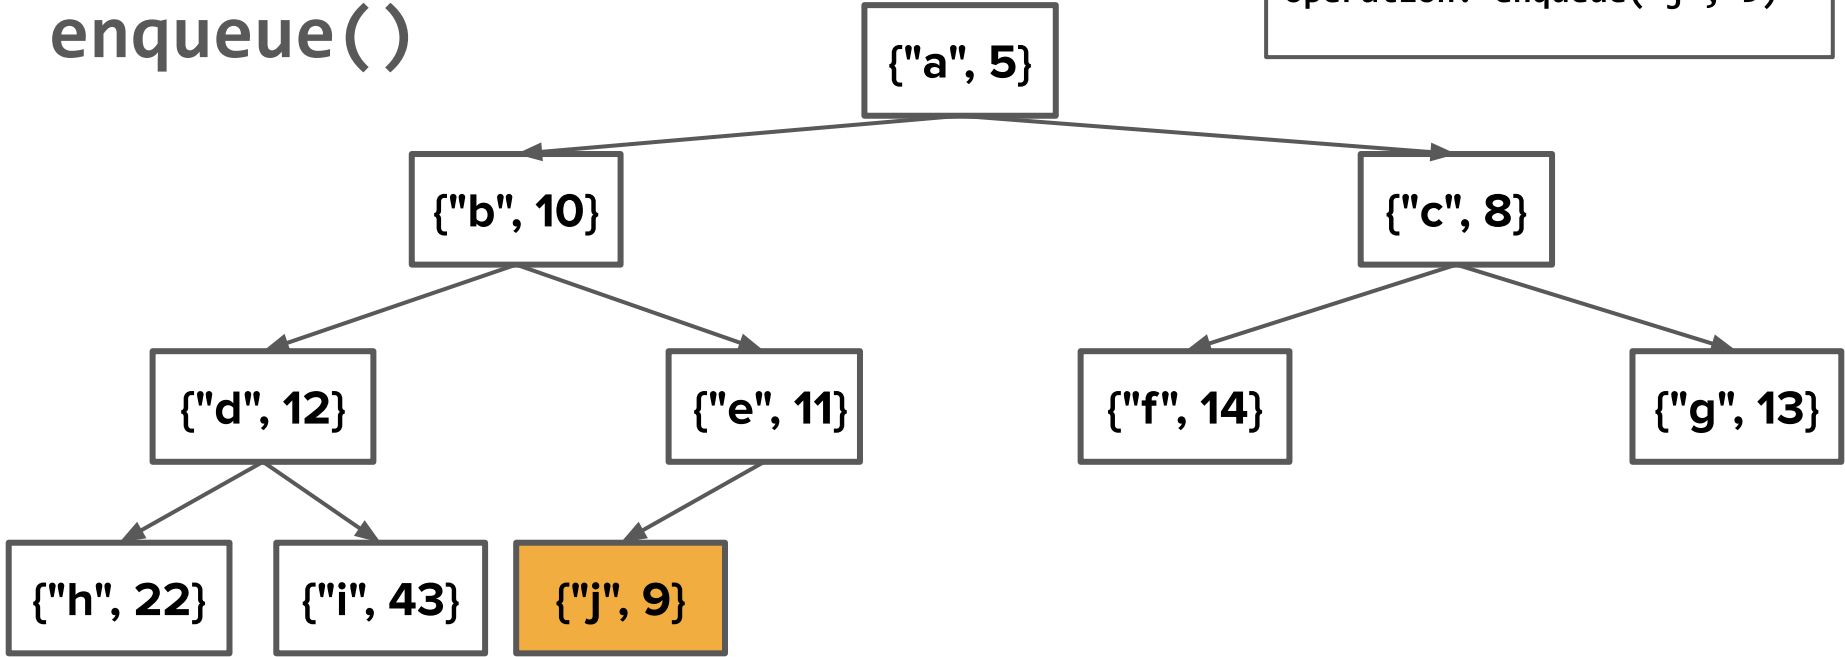 enqueue()
{"a", 5}
{"b", 10}
{"c", 8}
{"d", 12}
{"e", 11}
{"f", 14}
{"g", 13}
{"h", 22}
{"i", 43}
{"j", 9}